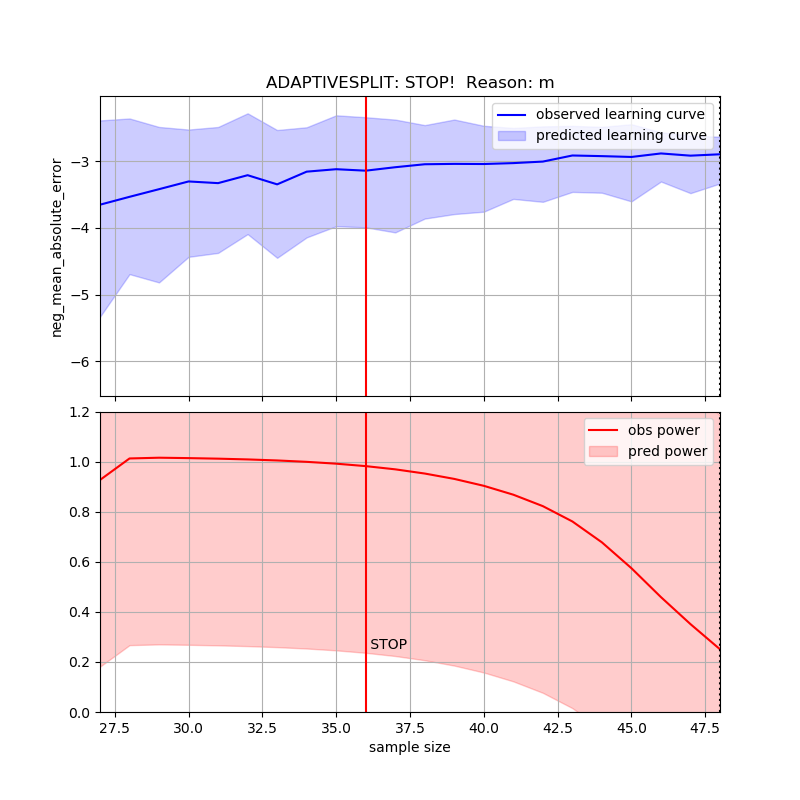 ADAPTIVESPLIT: STOP!  Reason: m
observed learning curve
predicted learning curve
neg_mean_absolute_error
−3
−4
−5
−6
obs power
pred power
1.2
1.0
0.8
0.6
0.4
0.2
0.0
STOP
27.5 30.0 32.5 35.0 37.5 40.0 42.5 45.0 47.5
sample size